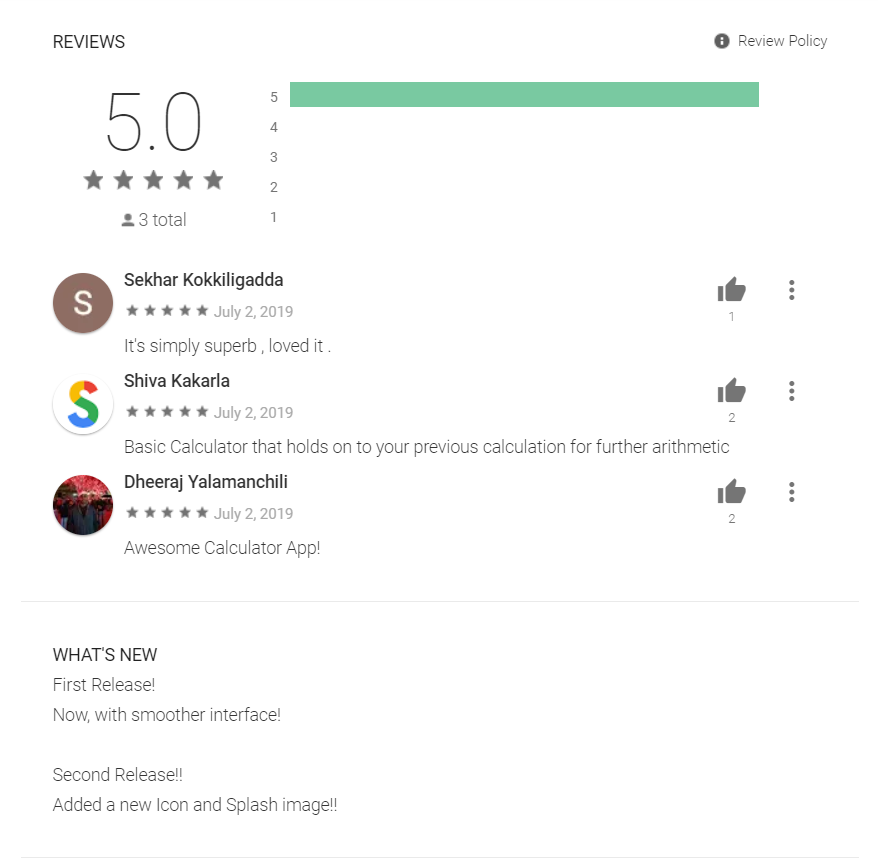 REVIEWS
Review Policy
5.0
3 total
5
4
3
2
1
S
Sekhar Kokkiligadda
July 2, 2019
1
It's simply superb , loved it .
S
Shiva Kakarla
July 2, 2019
2
Basic Calculator that holds on to your previous calculation for further arithmetic
Dheeraj Yalamanchili
July 2, 2019
2
Awesome Calculator App!
WHAT'S NEW
First Release!
Now, with smoother interface!
Second Release!!
Added a new Icon and Splash image!!